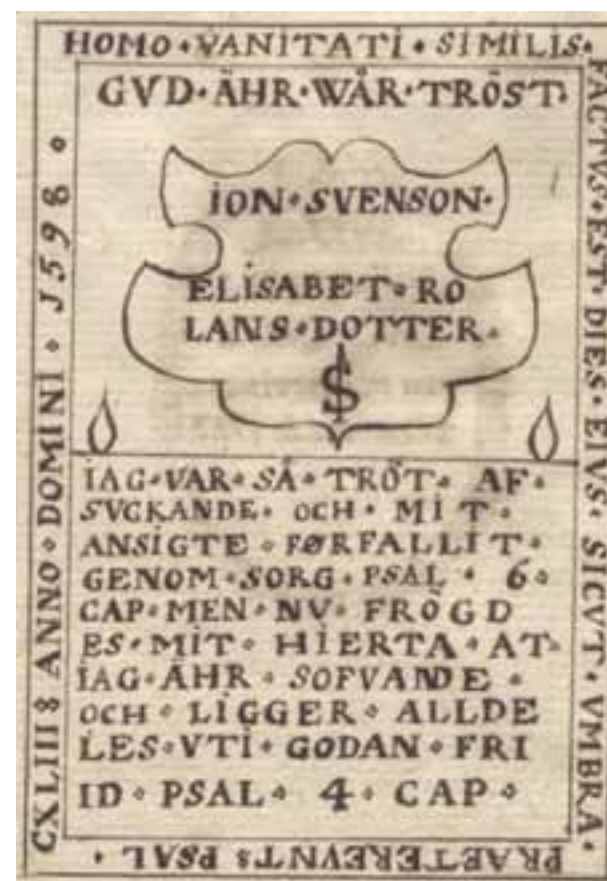 HOMO · VANITATI · SIMILIS ·
FACTVS · EST · DIES · EIVS · SICVT · VMBRA ·
PRAETEREVNT: PSAL ·
CXLIII: ANNO · DOMINI · 1598 ·
GVD · ÄHR · WÅR · TRÖST ·
ION · SVENSON ·
ELISABET · RO
LANS · DOTTER ·
IAG · VAR · SÅ · TRÖT · AF ·
SVCKANDE · OCH · MIT ·
ANSIGTE · FØRFALLIT ·
GENOM · SORG · PSAL · 6 ·
CAP · MEN · NV · FRÖGD
ES · MIT · HIERTA · AT ·
IAG · ÄHR · SOFVANDE ·
OCH · LIGGER · ALLDE
LES · VTI · GODAN · FRI
ID · PSAL · 4 · CAP ·